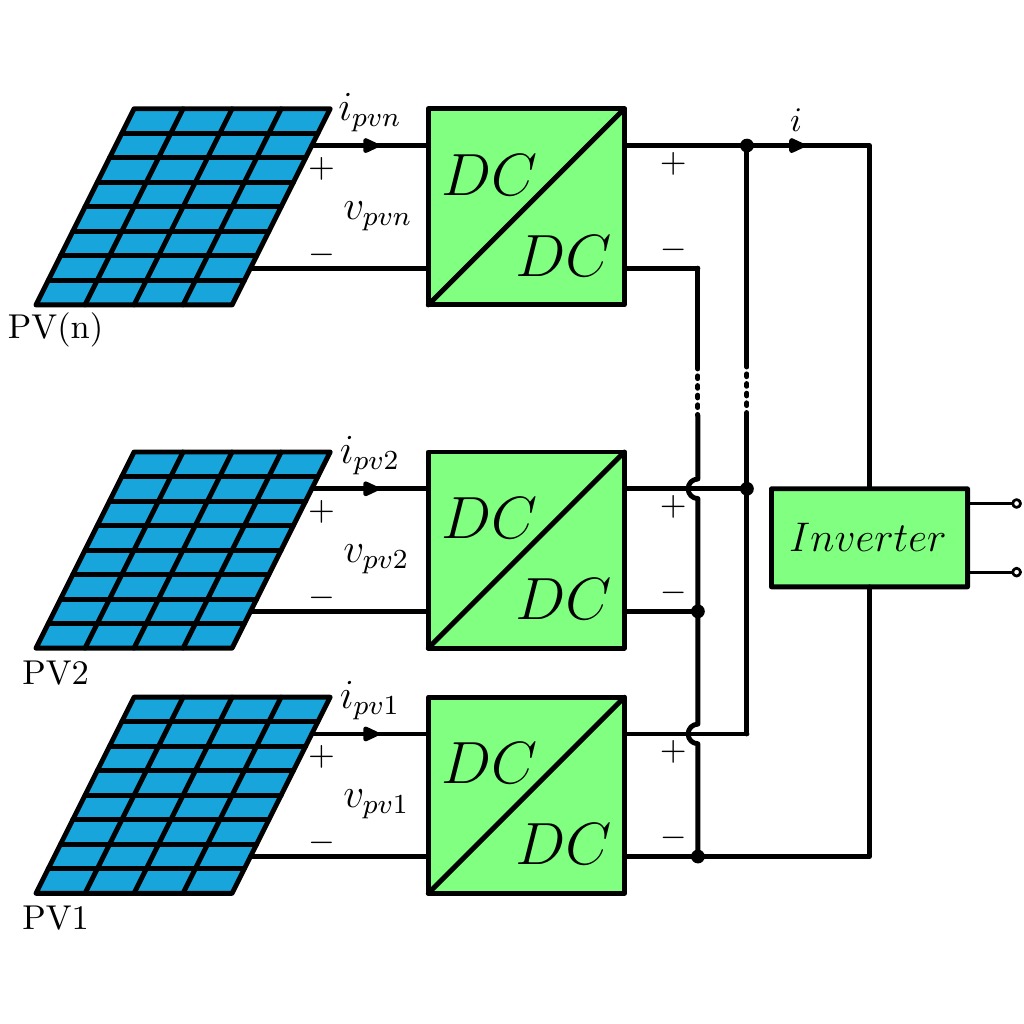 i_{pvn}
i
+
+
DC
v_{pvn}
DC
−
−
PV(n)
i_{pv2}
+
+
DC
Inverter
v_{pv2}
DC
−
−
PV2
i_{pv1}
+
+
DC
v_{pv1}
DC
−
−
PV1